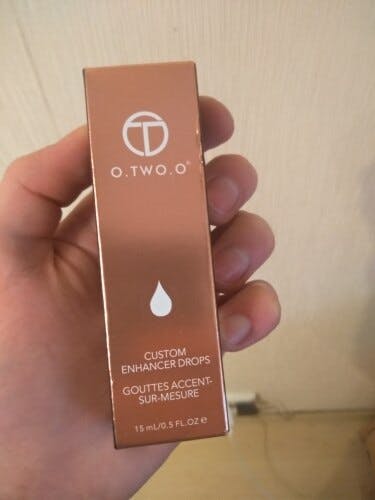 O.TWO.O®
CUSTOM
ENHANCER DROPS
GOUTTES ACCENT-
SUR-MESURE
15 mL/0.5 FL.OZ e